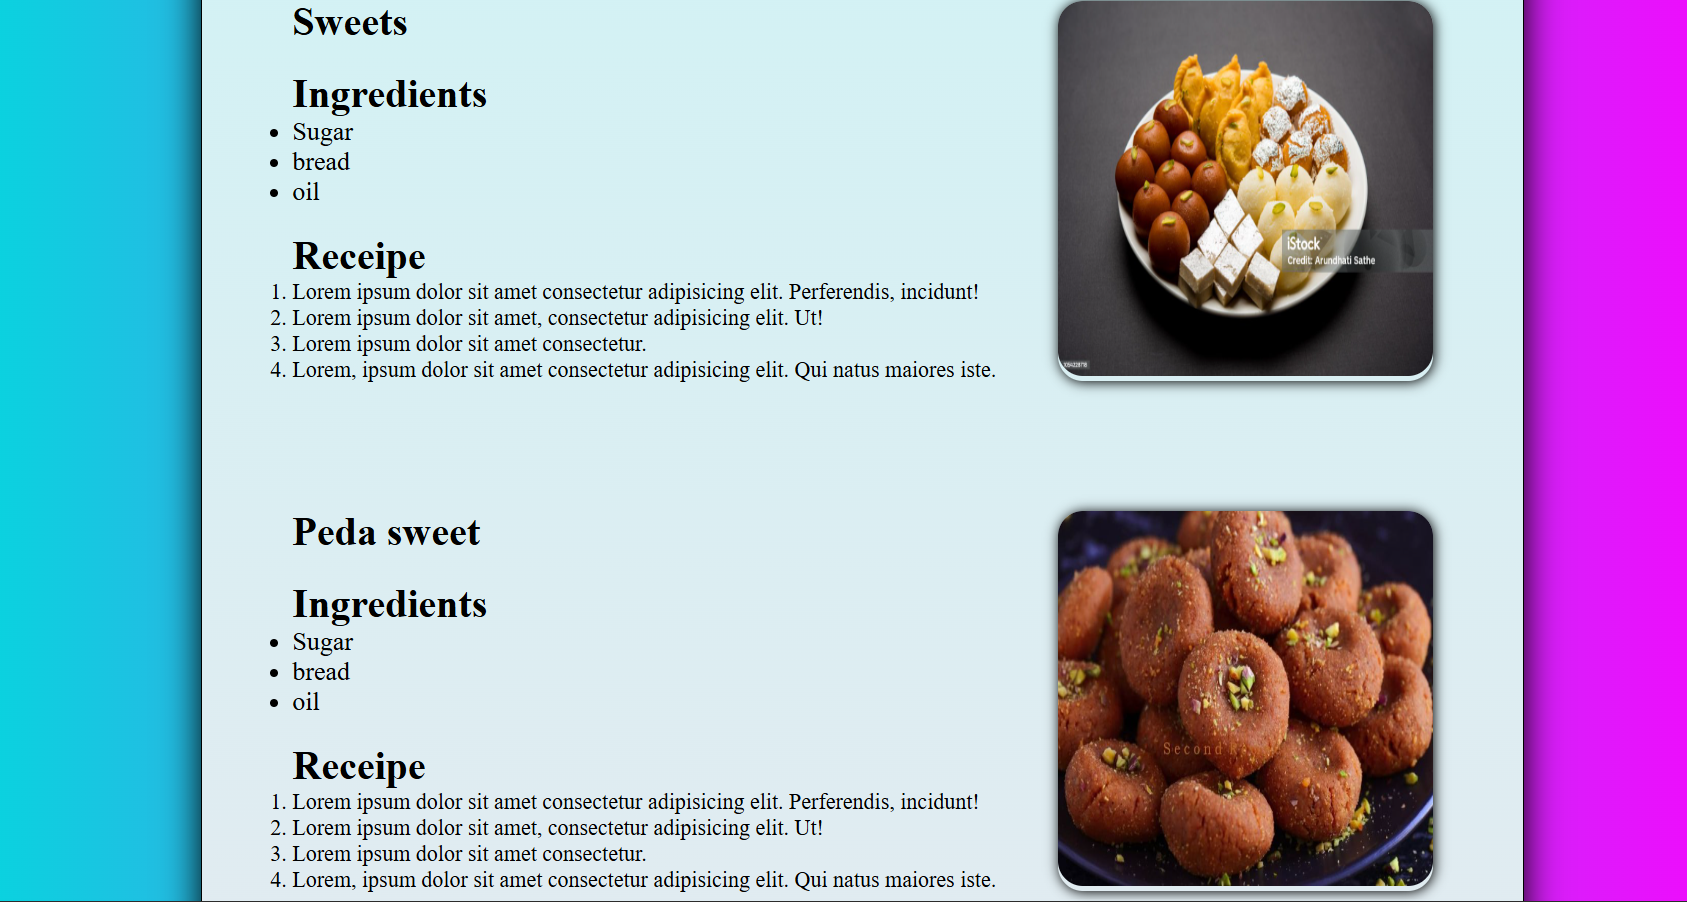 Sweets
Ingredients
Sugar
bread
oil
Receipe
1. Lorem ipsum dolor sit amet consectetur adipisicing elit. Perferendis, incidunt!
2. Lorem ipsum dolor sit amet, consectetur adipisicing elit. Ut!
3. Lorem ipsum dolor sit amet consectetur.
4. Lorem, ipsum dolor sit amet consectetur adipisicing elit. Qui natus maiores iste.
iStock
Credit: Arundhati Sathe
Peda sweet
Ingredients
Sugar
bread
oil
Receipe
1. Lorem ipsum dolor sit amet consectetur adipisicing elit. Perferendis, incidunt!
2. Lorem ipsum dolor sit amet, consectetur adipisicing elit. Ut!
3. Lorem ipsum dolor sit amet consectetur.
4. Lorem, ipsum dolor sit amet consectetur adipisicing elit. Qui natus maiores iste.
Second